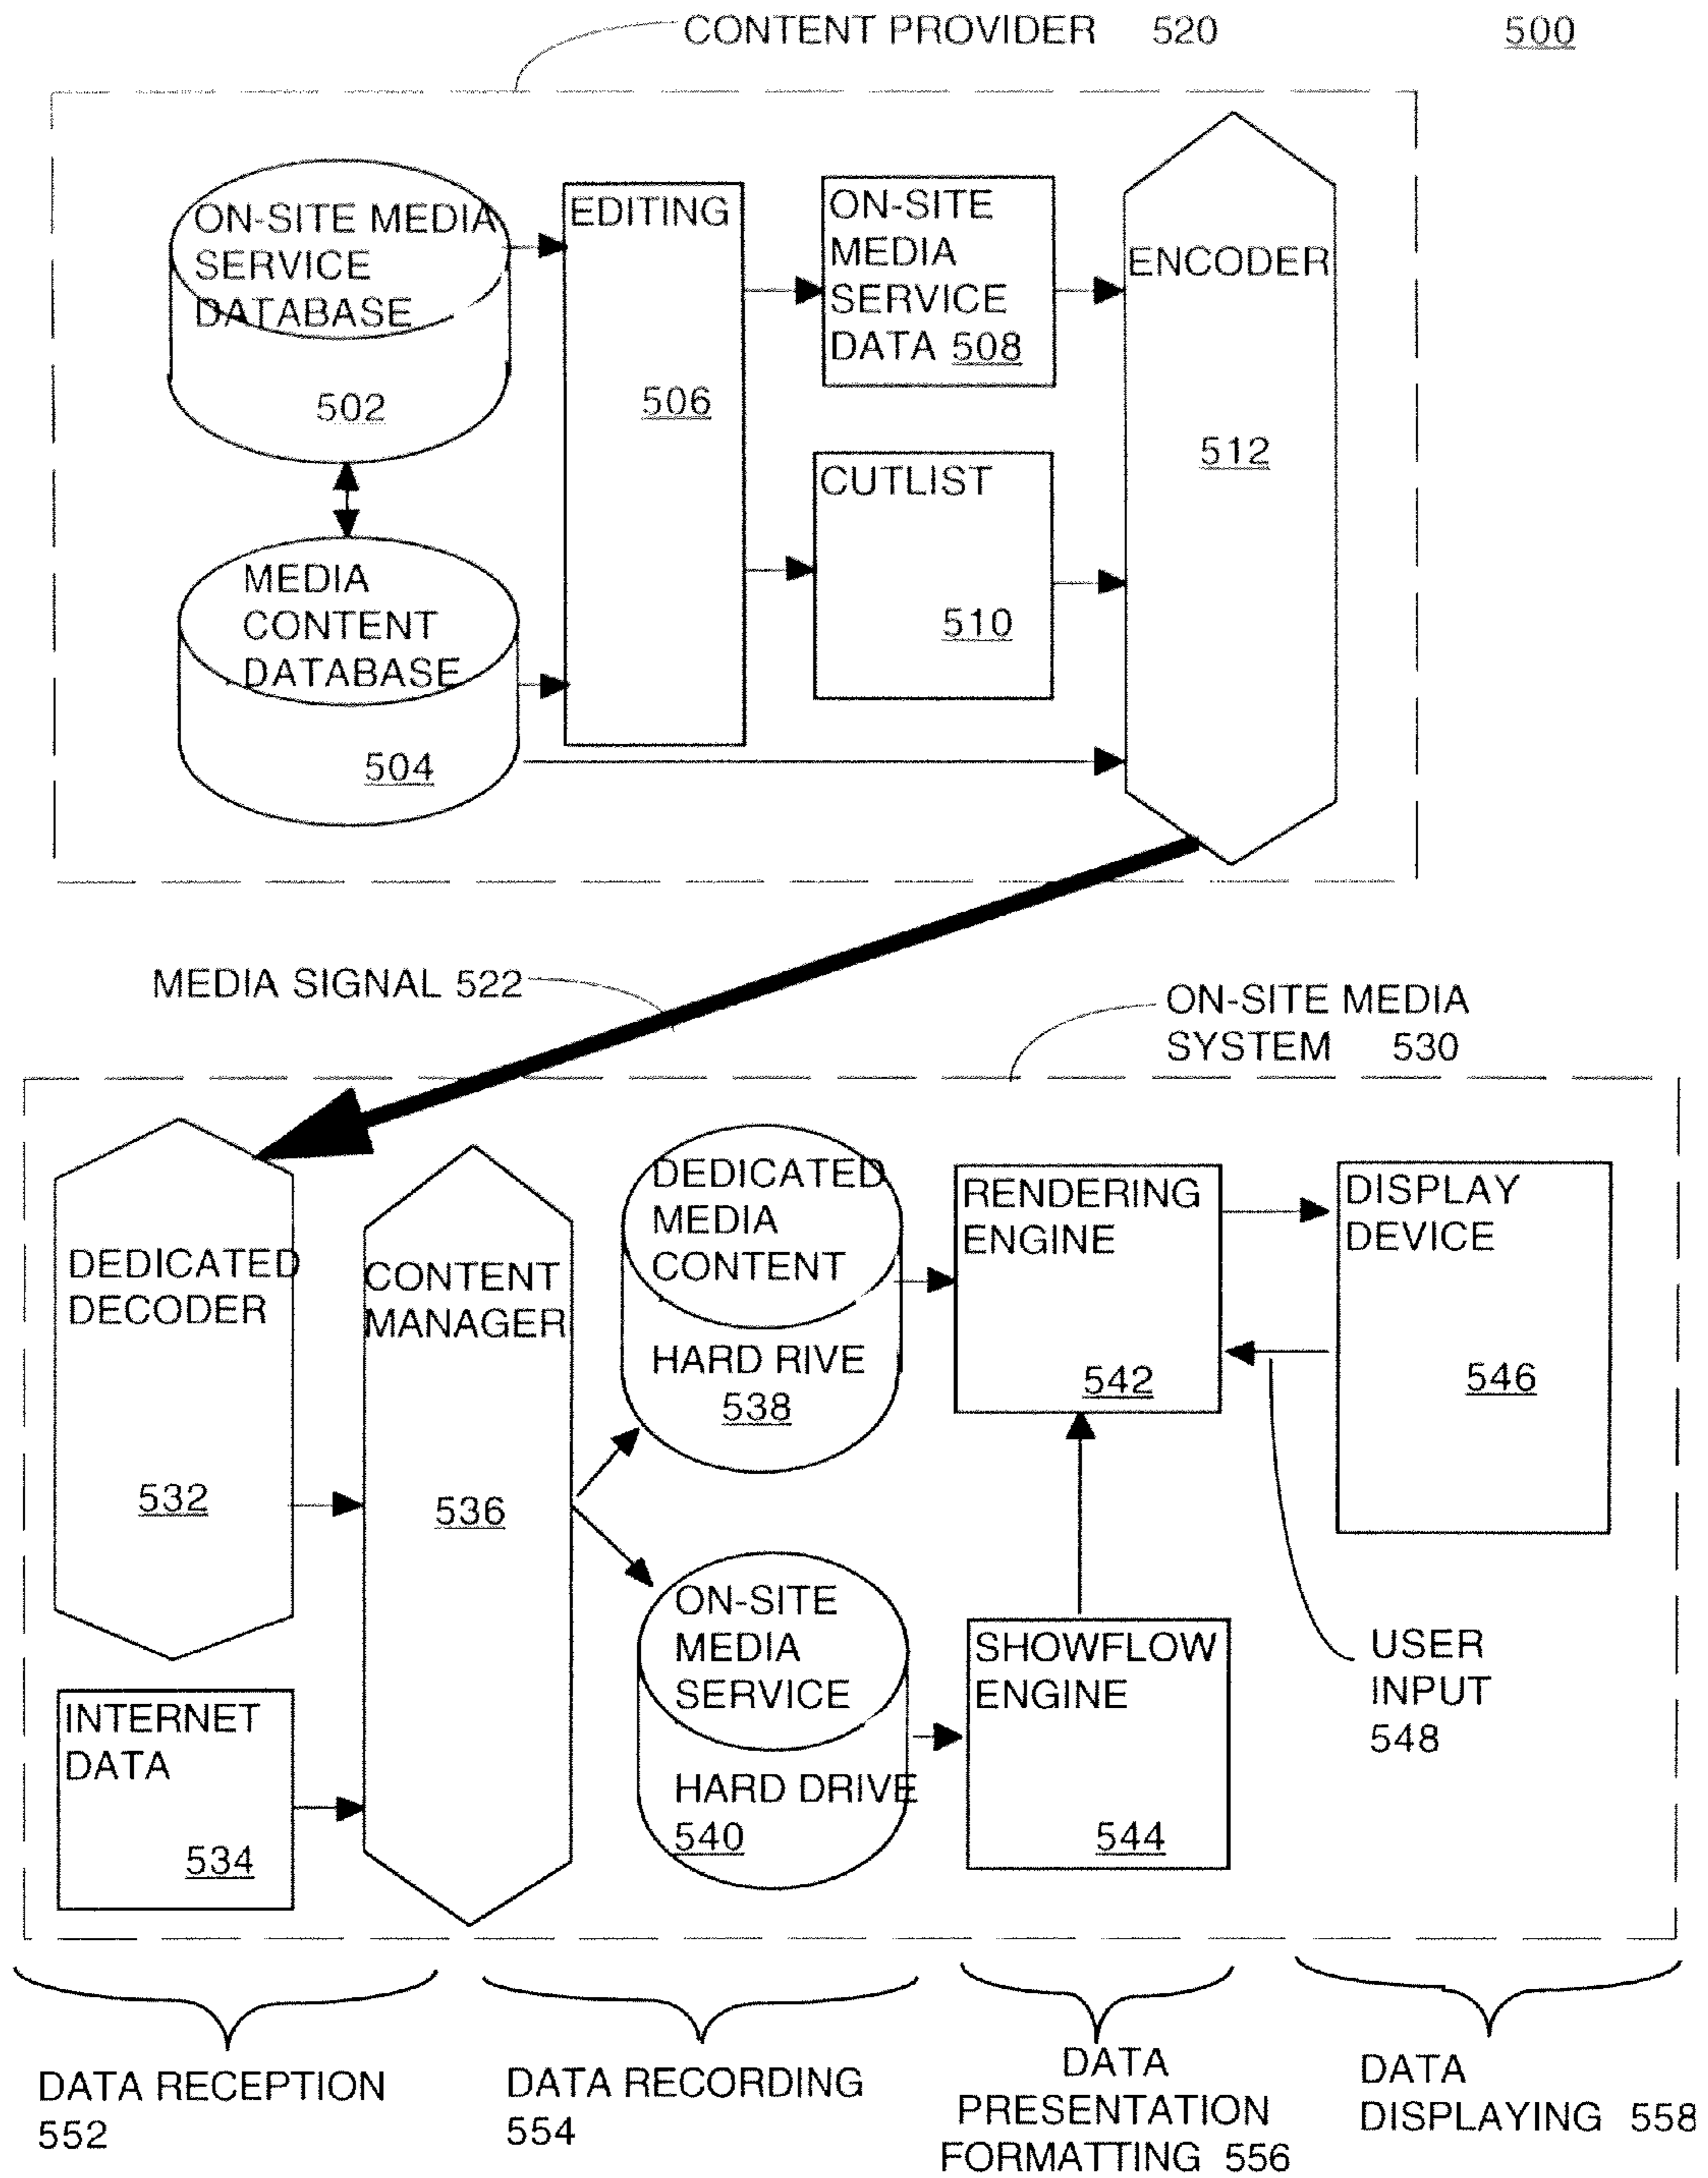 CONTENT PROVIDER 520
500
ON-SITE MEDIA
SERVICE
DATABASE
502
EDITING
506
ON-SITE
MEDIA
SERVICE
DATA 508
ENCODER
512
CUTLIST
510
MEDIA
CONTENT
DATABASE
504
MEDIA SIGNAL 522
ON-SITE MEDIA
SYSTEM 530
DEDICATED
DECODER
532
CONTENT
MANAGER
536
DEDICATED
MEDIA
CONTENT
HARD RIVE
538
RENDERING
ENGINE
542
DISPLAY
DEVICE
546
INTERNET
DATA
534
ON-SITE
MEDIA
SERVICE
HARD DRIVE
540
SHOWFLOW
ENGINE
544
USER
INPUT
548
DATA RECEPTION
552
DATA RECORDING
554
DATA
PRESENTATION
FORMATTING 556
DATA
DISPLAYING 558